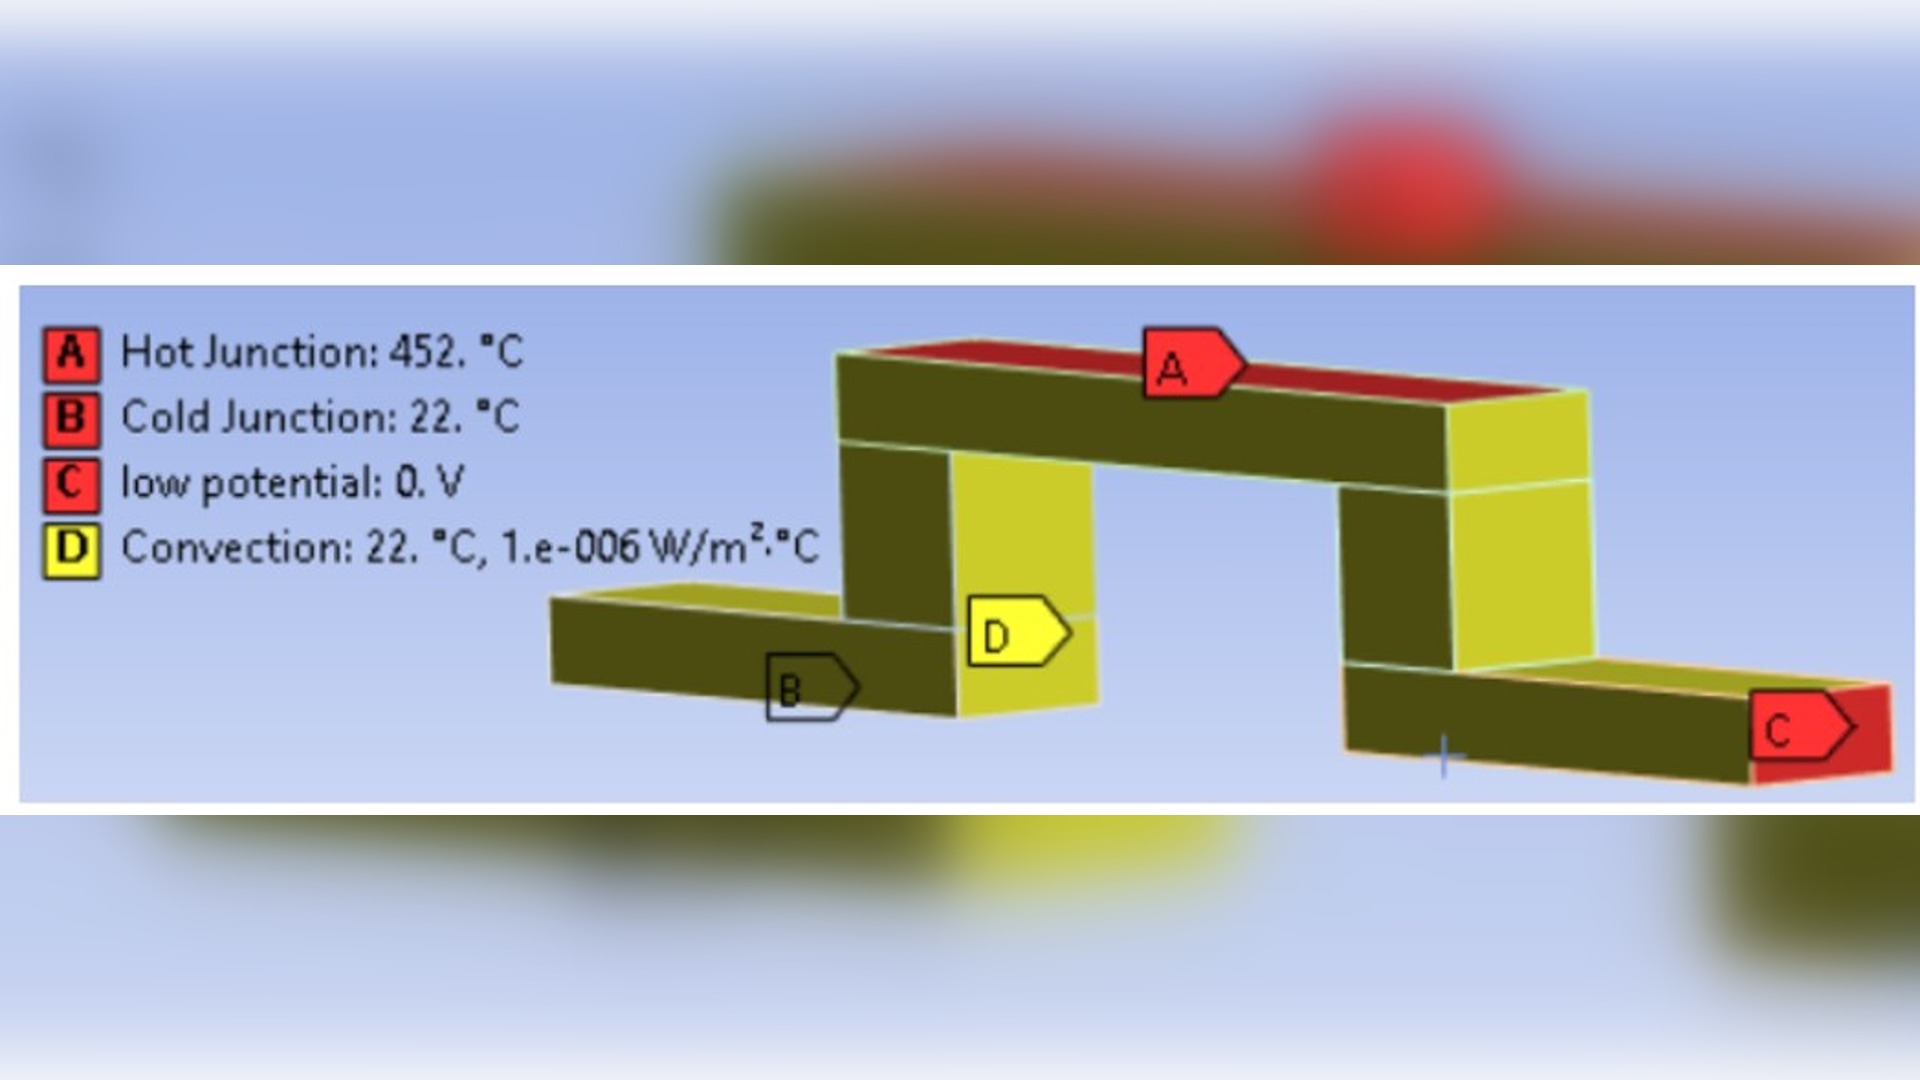 A Hot Junction: 452. °C
B Cold Junction: 22. °C
C low potential: 0. V
D Convection: 22. °C, 1.e-006 W/m²·°C
A
D
B
C